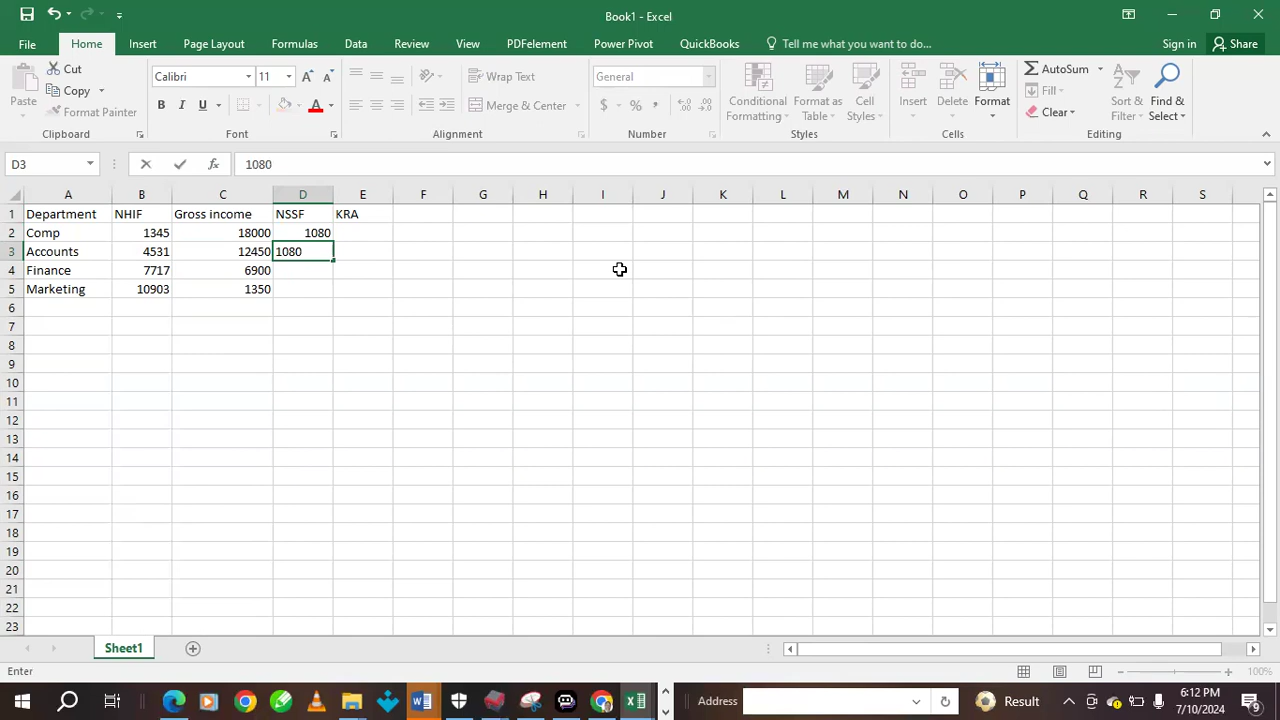 Book1 - Excel
File Home Insert Page Layout Formulas Data Review View PDFelement Power Pivot QuickBooks Tell me what you want to do... Sign in Share
Paste Cut Copy Format Painter
Calibri 11 B I U A
Wrap Text Merge & Center
General $ % ,
Conditional Formatting Format as Table Cell Styles
Insert Delete Format
AutoSum Fill Clear Sort & Filter Find & Select
Clipboard Font Alignment Number Styles Cells Editing
D3 fx 1080
A B C D E F G H I J K L M N O P Q R S
1 Department NHIF Gross income NSSF KRA
2 Comp 1345 18000 1080
3 Accounts 4531 12450 1080
4 Finance 7717 6900
5 Marketing 10903 1350
6
7
8
9
10
11
12
13
14
15
16
17
18
19
20
21
22
23
Sheet1
Enter 100%
Address Result 6:12 PM
7/10/2024 9